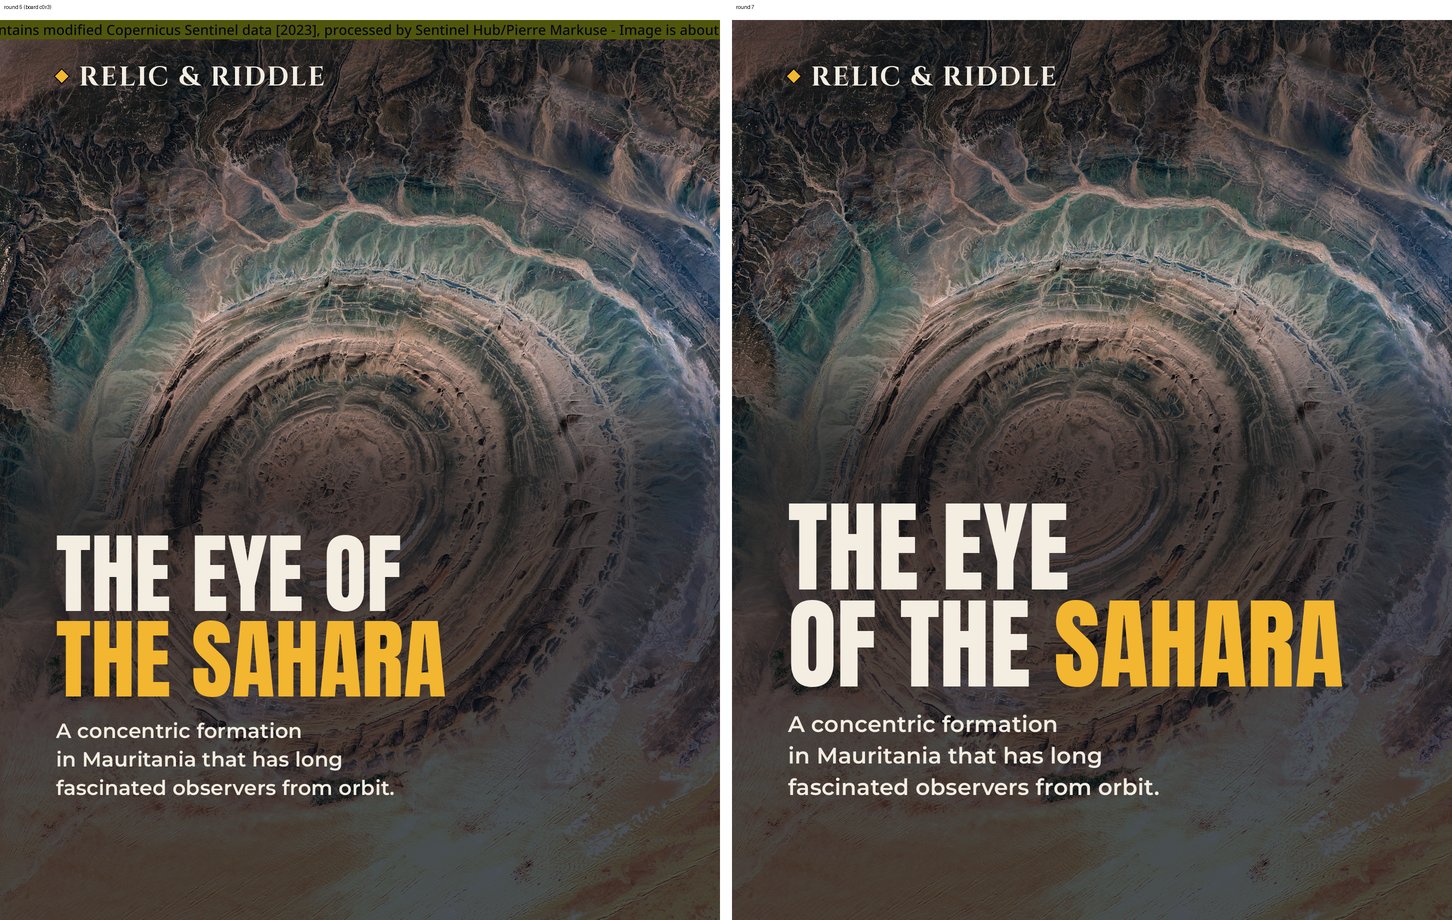 round 6 (board c0r3)
ntains modified Copernicus Sentinel data [2023], processed by Sentinel Hub/Pierre Markuse - Image is about
RELIC & RIDDLE
THE EYE OF
THE SAHARA
A concentric formation
in Mauritania that has long
fascinated observers from orbit.
round 7
RELIC & RIDDLE
THE EYE
OF THE SAHARA
A concentric formation
in Mauritania that has long
fascinated observers from orbit.